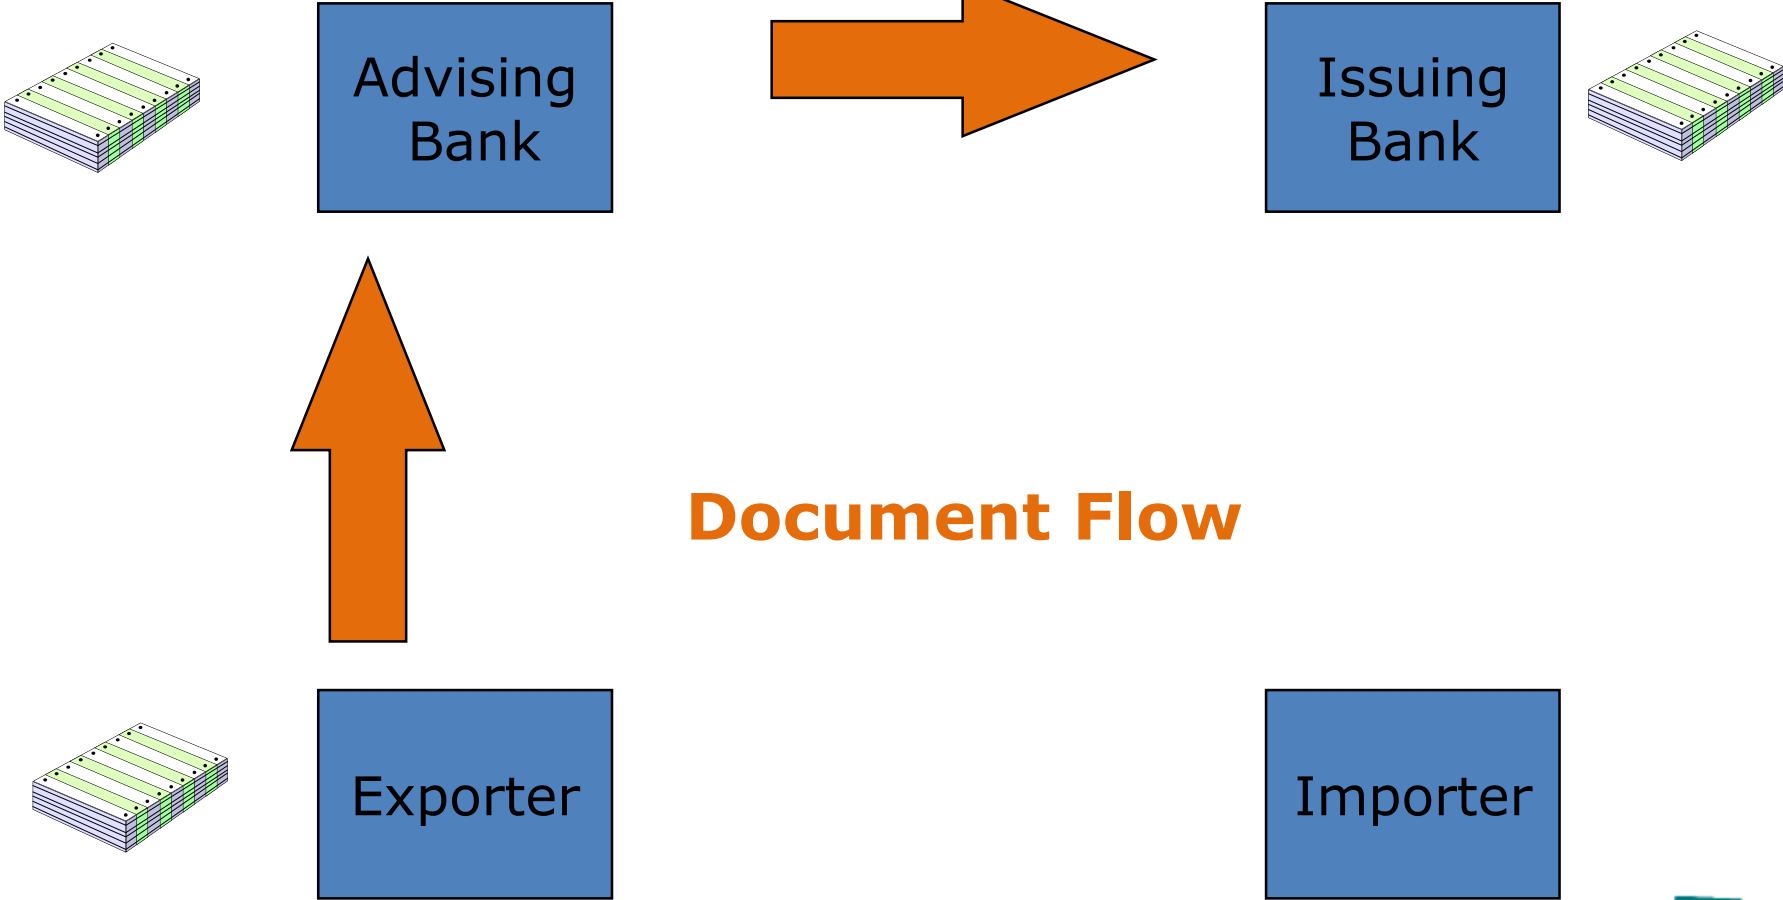 Advising
Bank
Issuing
Bank
Document Flow
Exporter
Importer